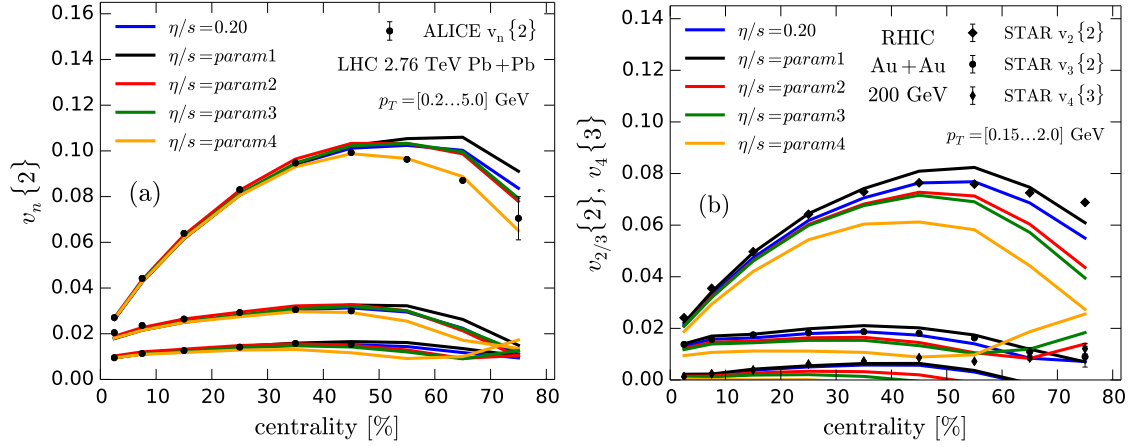 0.16
0.14
0.12
0.10
0.08
0.06
0.04
0.02
0.00
v_n{2}
η/s=0.20
η/s=param1
η/s=param2
η/s=param3
η/s=param4
ALICE v_n{2}
LHC 2.76 TeV Pb+Pb
p_T=[0.2...5.0] GeV
(a)
0 10 20 30 40 50 60 70 80
centrality [%]
0.14
0.12
0.10
0.08
0.06
0.04
0.02
0.00
v_{2/3}{2}, v_4{3}
η/s=0.20
η/s=param1
η/s=param2
η/s=param3
η/s=param4
RHIC
Au+Au
200 GeV
STAR v_2{2}
STAR v_3{2}
STAR v_4{3}
p_T=[0.15...2.0] GeV
(b)
0 10 20 30 40 50 60 70 80
centrality [%]